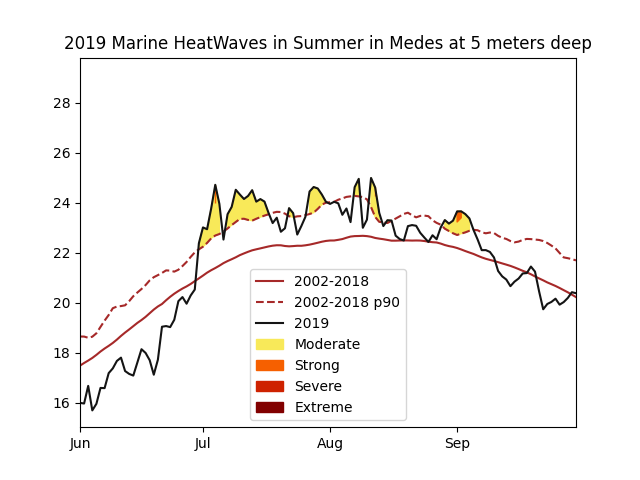 2019 Marine HeatWaves in Summer in Medes at 5 meters deep
28
26
24
22
20
18
16
Jun
Jul
Aug
Sep
2002-2018
2002-2018 p90
2019
Moderate
Strong
Severe
Extreme